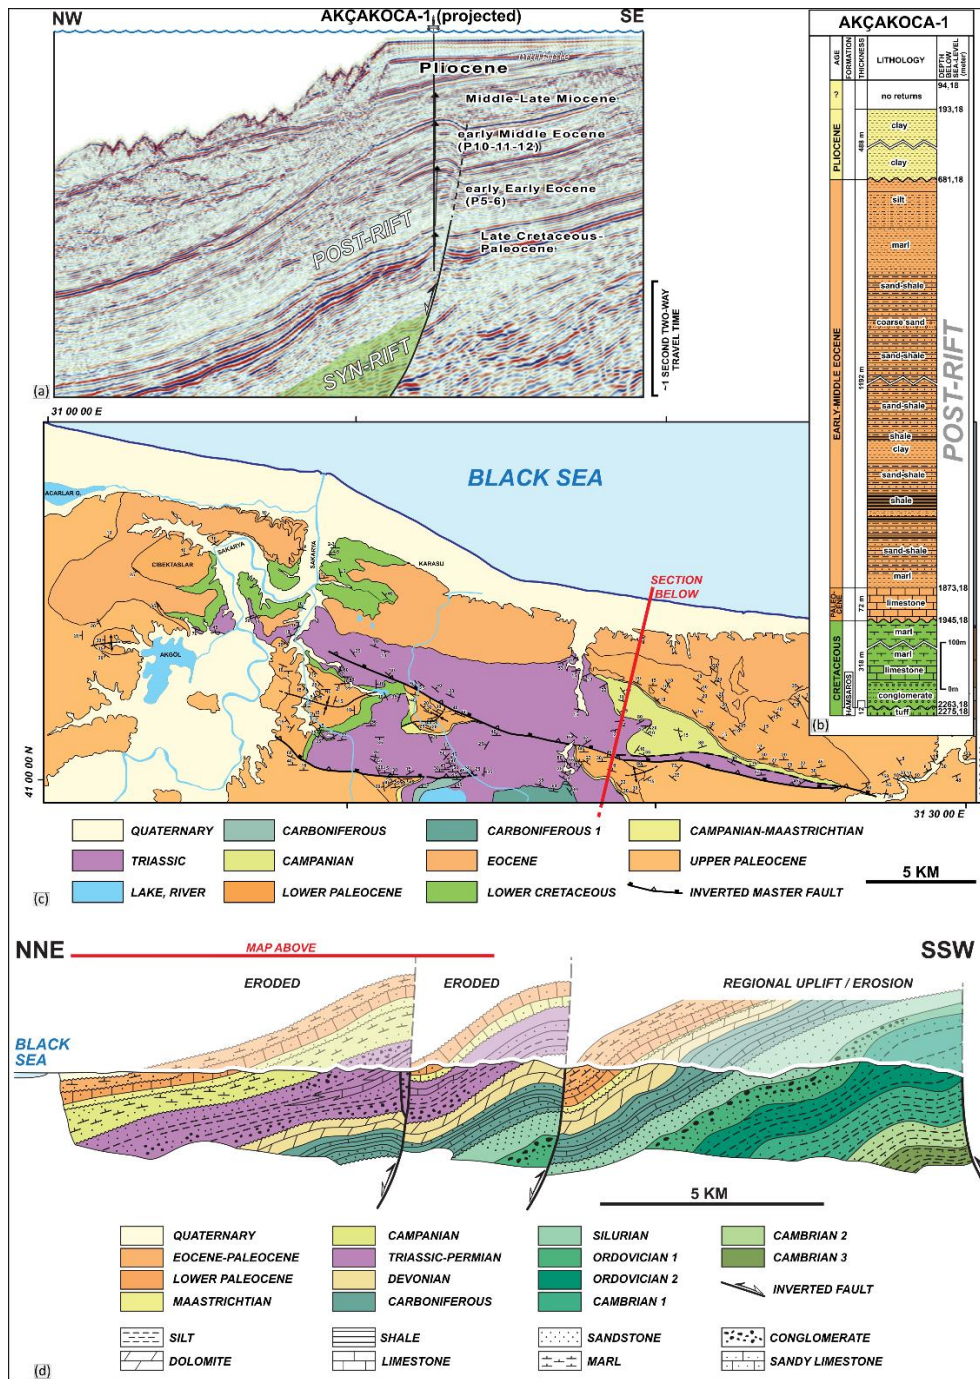 NW
AKÇAKOCA-1 (projected)
SE
multiple
Pliocene
Middle-Late Miocene
early Middle Eocene
(P10-11-12)
early Early Eocene
(P5-6)
Late Cretaceous-
Paleocene
POST-RIFT
SYN-RIFT
~1 SECOND TWO-WAY
TRAVEL TIME
(a)
AKÇAKOCA-1
AGE
FORMATION
THICKNESS
LITHOLOGY
DEPTH
BELOW
SEA-LEVEL
(meter)
94,18
?
no returns
193,18
PLIOCENE
488 m
clay
clay
681,18
EARLY-MIDDLE EOCENE
1192 m
silt
marl
sand-shale
coarse sand
sand-shale
sand-shale
shale
clay
sand-shale
shale
sand-shale
marl
1873,18
PALEO-
CENE
72 m
limestone
1945,18
CRETACEOUS
HAMSAROS
318 m
marl
marl
limestone
conglomerate
2263,18
12
tuff
2275,18
100m
0m
POST-RIFT
(b)
31 00 00 E
BLACK SEA
ACARLAR G.
SAKARYA
SAKARYA
CIBEKTASLAR
KARASU
AKGÖL
SECTION
BELOW
41 00 00 N
31 30 00 E
QUATERNARY
CARBONIFEROUS
CARBONIFEROUS 1
CAMPANIAN-MAASTRICHTIAN
TRIASSIC
CAMPANIAN
EOCENE
UPPER PALEOCENE
LAKE, RIVER
LOWER PALEOCENE
LOWER CRETACEOUS
INVERTED MASTER FAULT
5 KM
(c)
NNE
MAP ABOVE
SSW
ERODED
ERODED
REGIONAL UPLIFT / EROSION
BLACK
SEA
5 KM
QUATERNARY
CAMPANIAN
SILURIAN
CAMBRIAN 2
EOCENE-PALEOCENE
TRIASSIC-PERMIAN
ORDOVICIAN 1
CAMBRIAN 3
LOWER PALEOCENE
DEVONIAN
ORDOVICIAN 2
INVERTED FAULT
MAASTRICHTIAN
CARBONIFEROUS
CAMBRIAN 1
SILT
SHALE
SANDSTONE
CONGLOMERATE
DOLOMITE
LIMESTONE
MARL
SANDY LIMESTONE
(d)